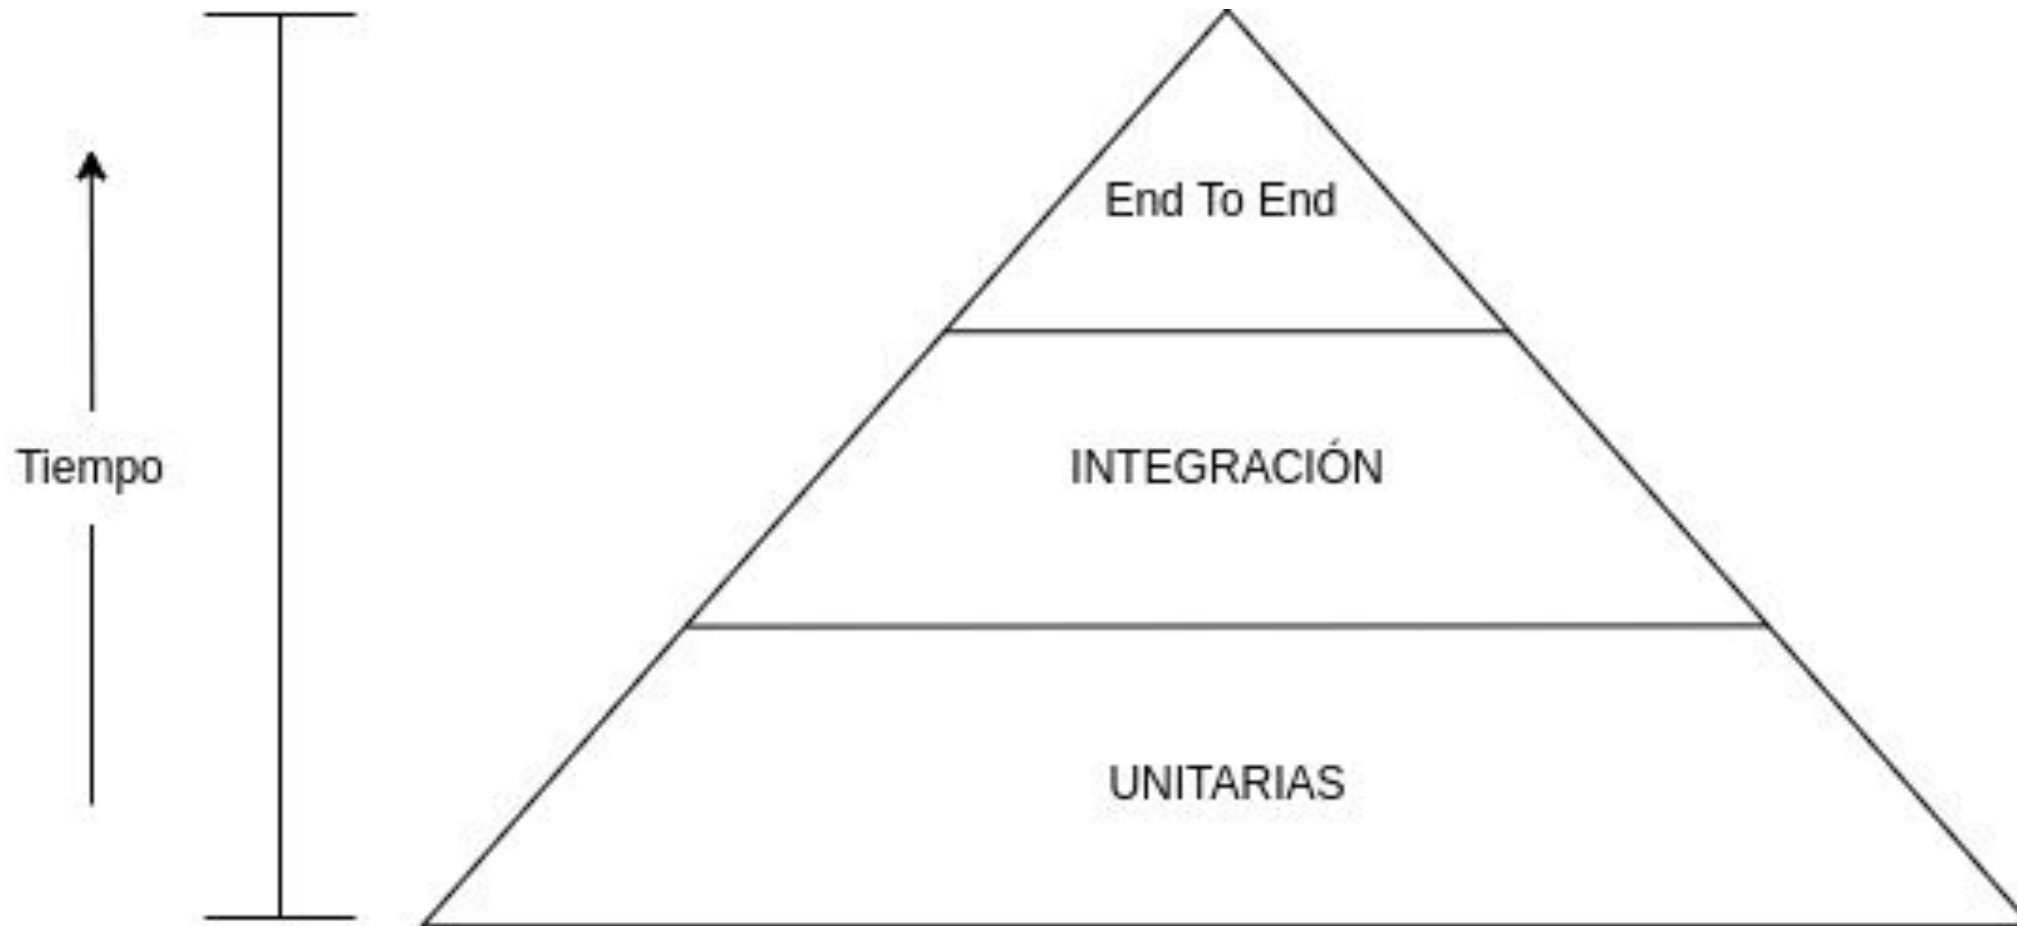 End To End
Tiempo
INTEGRACIÓN
UNITARIAS